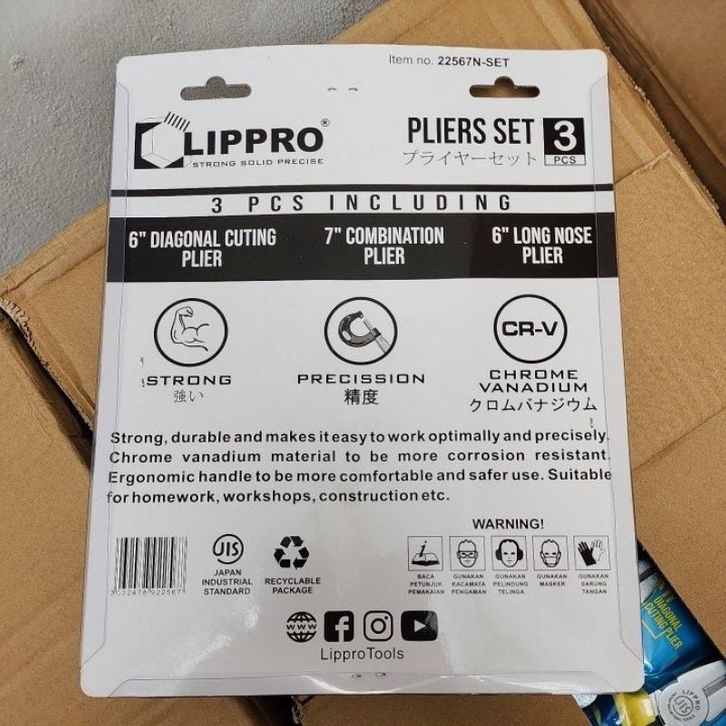 Item no. 22567N-SET
LIPPRO®
STRONG SOLID PRECISE
PLIERS SET 3 PCS
プライヤーセット
3 PCS INCLUDING
6" DIAGONAL CUTING PLIER
7" COMBINATION PLIER
6" LONG NOSE PLIER
CR-V
STRONG
強い
PRECISSION
精度
CHROME VANADIUM
クロムバナジウム
Strong, durable and makes it easy to work optimally and precisely.
Chrome vanadium material to be more corrosion resistant.
Ergonomic handle to be more comfortable and safer use. Suitable
for homework, workshops, construction etc.
WARNING!
JIS
JAPAN
INDUSTRIAL
STANDARD
RECYCLABLE
PACKAGE
BACA
PETUNJUK
PEMAKAIAN
GUNAKAN
KACAMATA
PENGAMAN
GUNAKAN
PELINDUNG
TELINGA
GUNAKAN
MASKER
GUNAKAN
SARUNG
TANGAN
3032478922567
www
LipproTools
DIAGONAL
CUTING PLIER
LIPPRO
JIS